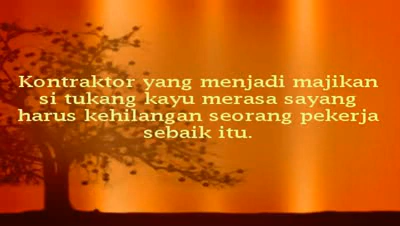 Kontraktor yang menjadi majikan
si tukang kayu merasa sayang
harus kehilangan seorang pekerja
sebaik itu.